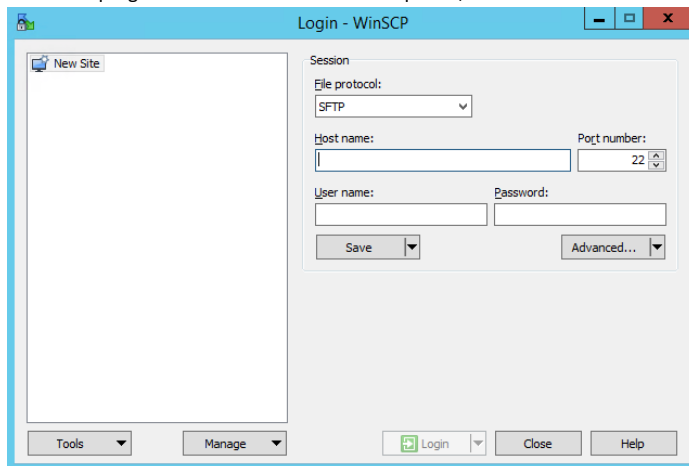 Login - WinSCP
New Site
Session
File protocol:
SFTP
Host name:
Port number:
22
User name:
Password:
Save
Advanced...
Tools
Manage
Login
Close
Help